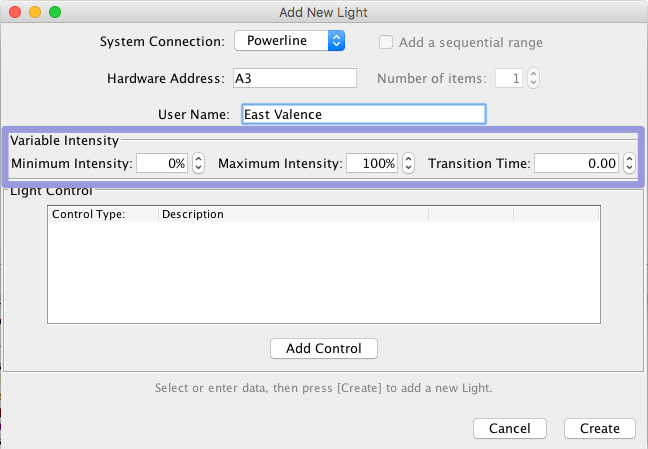 Add New Light
System Connection: Powerline Add a sequential range
Hardware Address: A3 Number of items: 1
User Name: East Valence
Variable Intensity
Minimum Intensity: 0% Maximum Intensity: 100% Transition Time: 0.00
Light Control
Control Type: Description
Add Control
Select or enter data, then press [Create] to add a new Light.
Cancel Create